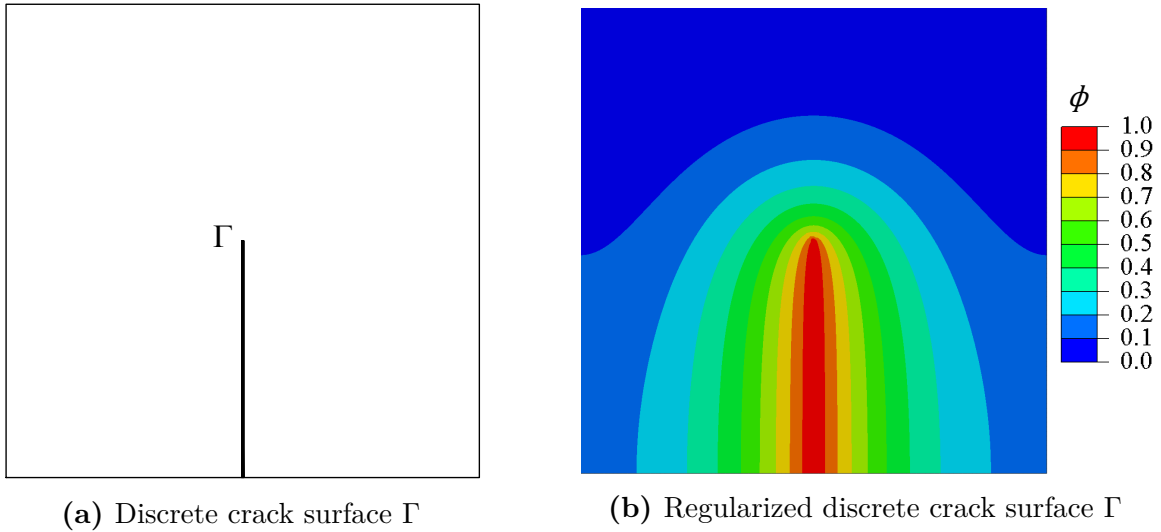 Γ
(a) Discrete crack surface Γ
ϕ
1.0
0.9
0.8
0.7
0.6
0.5
0.4
0.3
0.2
0.1
0.0
(b) Regularized discrete crack surface Γ